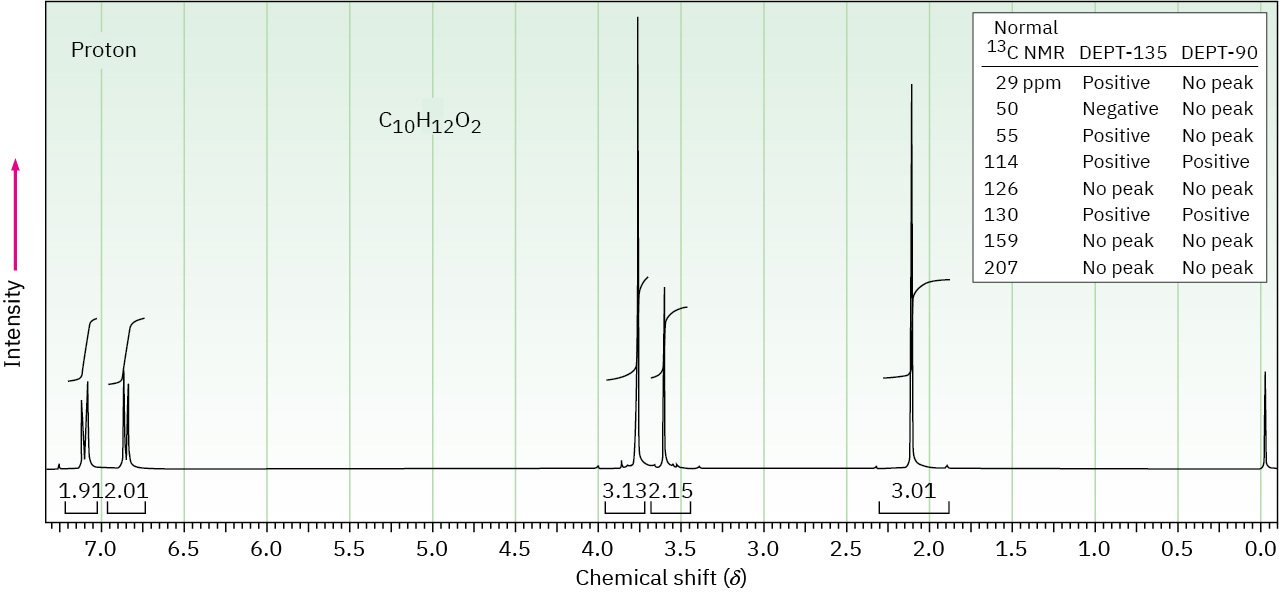 Proton
C₁₀H₁₂O₂
Normal
¹³C NMR DEPT-135 DEPT-90
29 ppm Positive No peak
50 Negative No peak
55 Positive No peak
114 Positive Positive
126 No peak No peak
130 Positive Positive
159 No peak No peak
207 No peak No peak
Intensity
1.91 2.01 3.13 2.15 3.01
7.0 6.5 6.0 5.5 5.0 4.5 4.0 3.5 3.0 2.5 2.0 1.5 1.0 0.5 0.0
Chemical shift (δ)